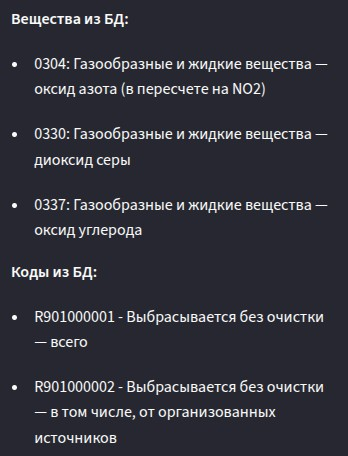 Вещества из БД:
• 0304: Газообразные и жидкие вещества —
оксид азота (в пересчете на NO2)
• 0330: Газообразные и жидкие вещества —
диоксид серы
• 0337: Газообразные и жидкие вещества —
оксид углерода
Коды из БД:
• R901000001 - Выбрасывается без очистки
— всего
• R901000002 - Выбрасывается без очистки
— в том числе, от организованных
источников